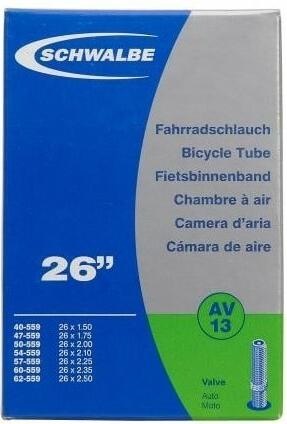 SCHWALBE
Fahrradschlauch
Bicycle Tube
Fietsbinnenband
Chambre à air
Camera d'aria
Cámara de aire
26”
AV
13
40-559 26 x 1.50
47-559 26 x 1.75
50-559 26 x 2.00
54-559 26 x 2.10
57-559 26 x 2.25
60-559 26 x 2.35
62-559 26 x 2.50
Valve
Auto
Moto